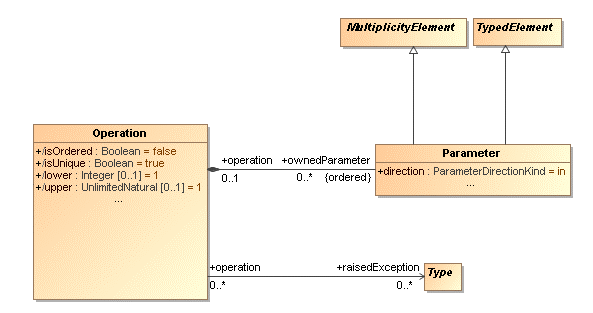 MultiplicityElement
TypedElement
Operation
+/isOrdered : Boolean = false
+/isUnique : Boolean = true
+/lower : Integer [0..1] = 1
+/upper : UnlimitedNatural [0..1] = 1
...
+operation
+ownedParameter
0..1
0..*
{ordered}
Parameter
+direction : ParameterDirectionKind = in
...
+operation
+raisedException
0..*
0..*
Type